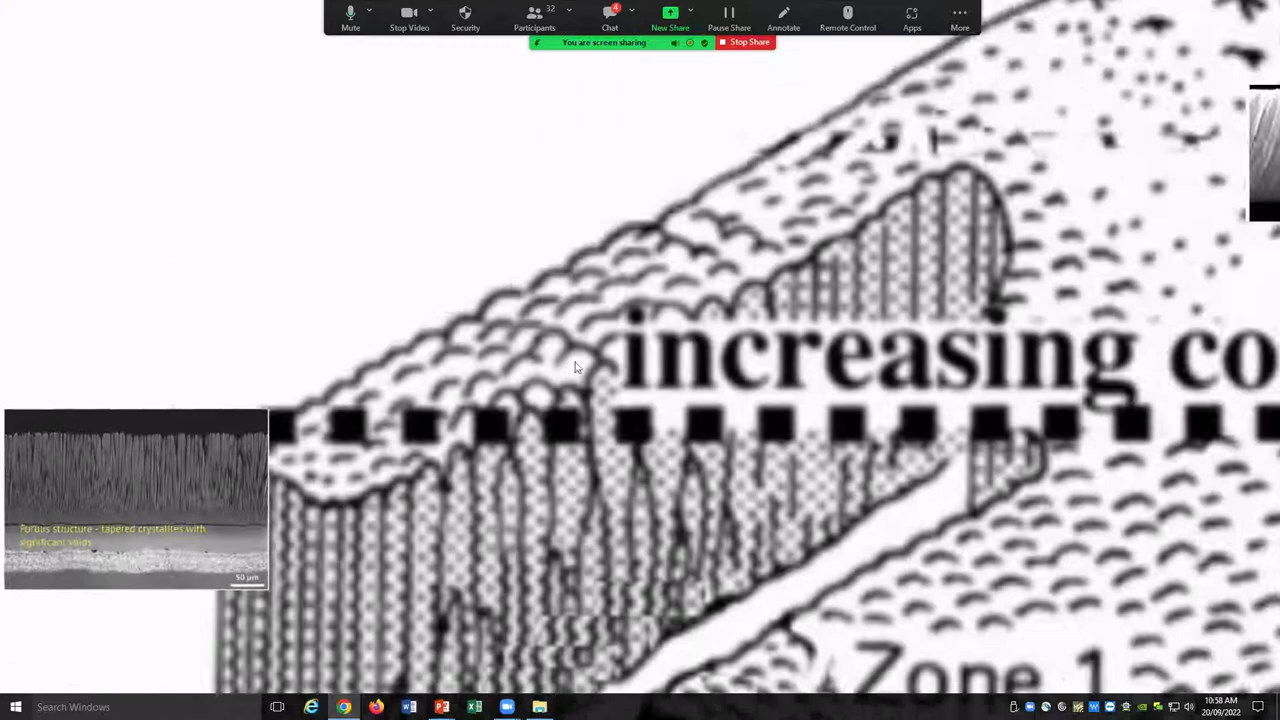 32
4
Mute
Stop Video
Security
Participants
Chat
New Share
Pause Share
Annotate
Remote Control
Apps
More
You are screen sharing
Stop Share
increasing co
Porous structure - tapered crystallites with
significant voids
50 µm
Zone 1
Search Windows
10:58 AM
20/09/2022